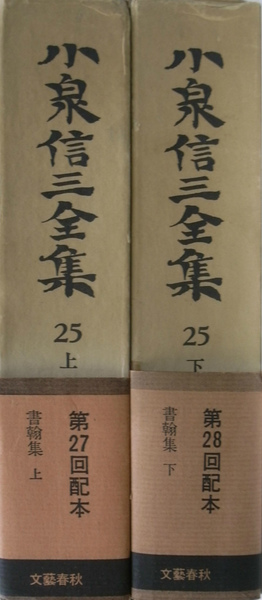 小泉信三全集
25
上
第27回配本
書翰集 上
文藝春秋
小泉信三全集
25
下
第28回配本
書翰集 下
文藝春秋